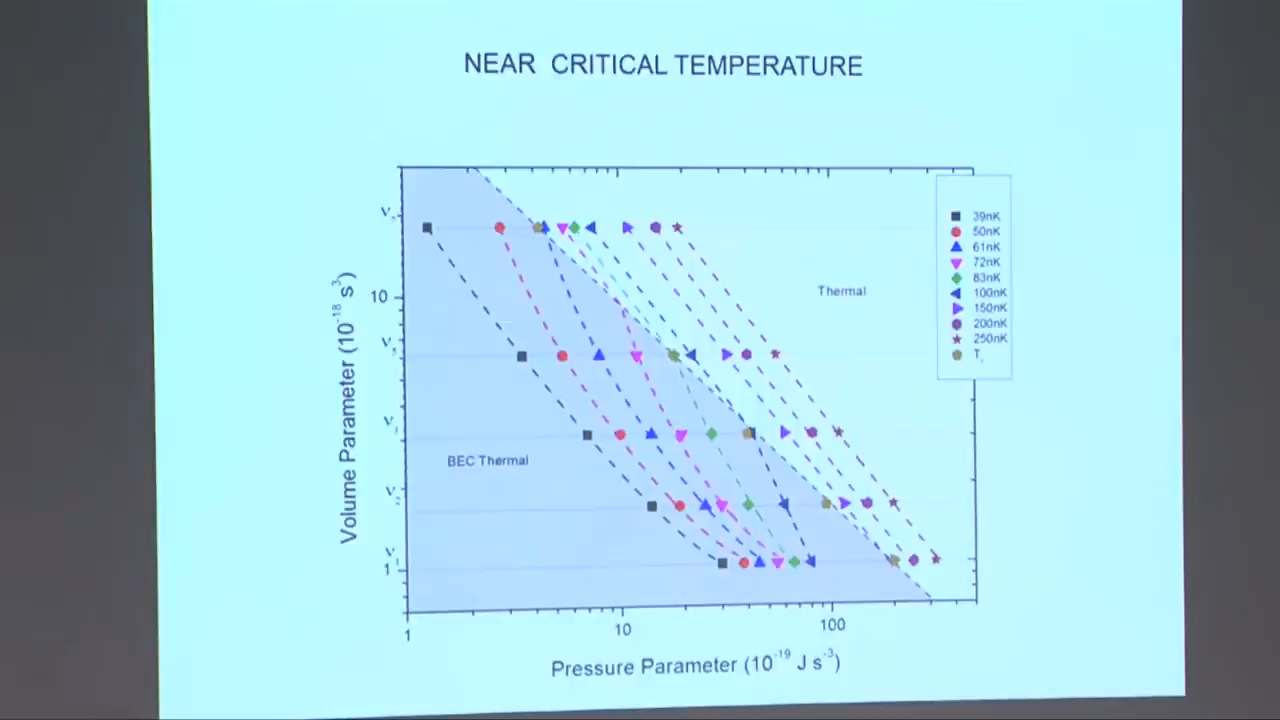 NEAR CRITICAL TEMPERATURE
Volume Parameter (10⁻¹⁸ s³)
10
1
1
10
100
Pressure Parameter (10⁻¹⁹ J s⁻³)
BEC Thermal
Thermal
39nK
50nK
61nK
72nK
83nK
100nK
150nK
200nK
250nK